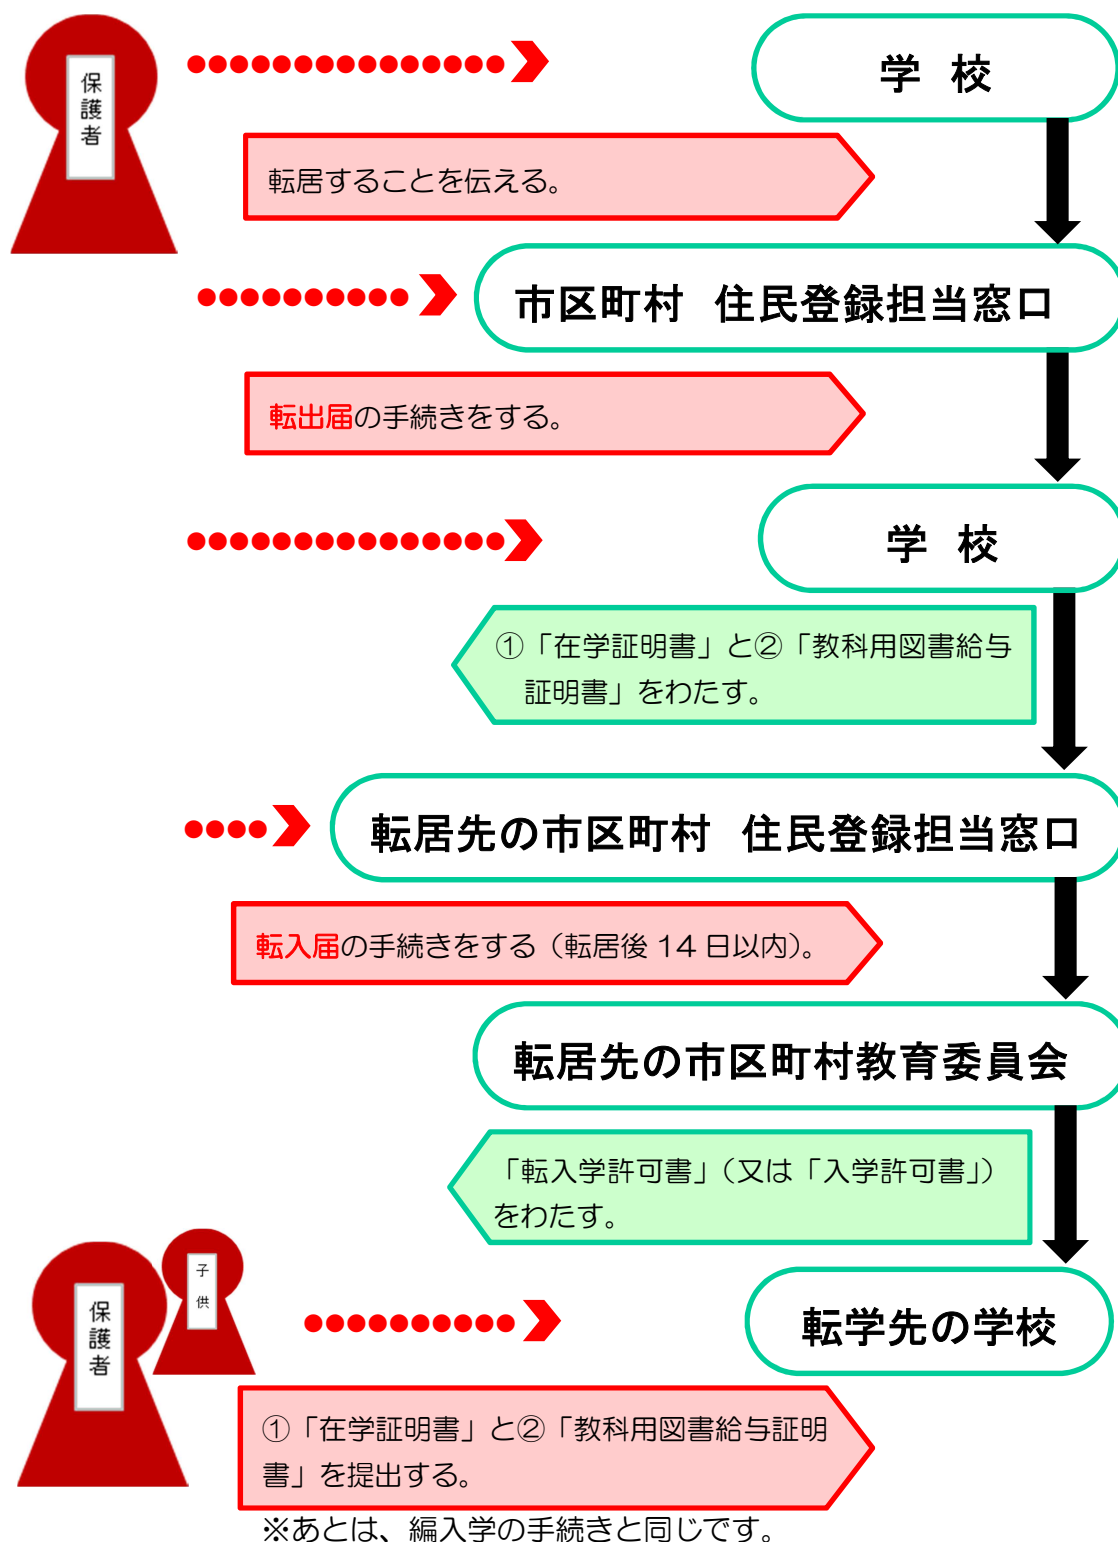 保護者
学 校
転居することを伝える。
市区町村 住民登録担当窓口
転出届の手続きをする。
学 校
①「在学証明書」と②「教科用図書給与
証明書」をわたす。
転居先の市区町村 住民登録担当窓口
転入届の手続きをする（転居後 14 日以内）。
転居先の市区町村教育委員会
「転入学許可書」（又は「入学許可書」）
をわたす。
子供
保護者
転学先の学校
①「在学証明書」と②「教科用図書給与証明
書」を提出する。
※あとは、編入学の手続きと同じです。